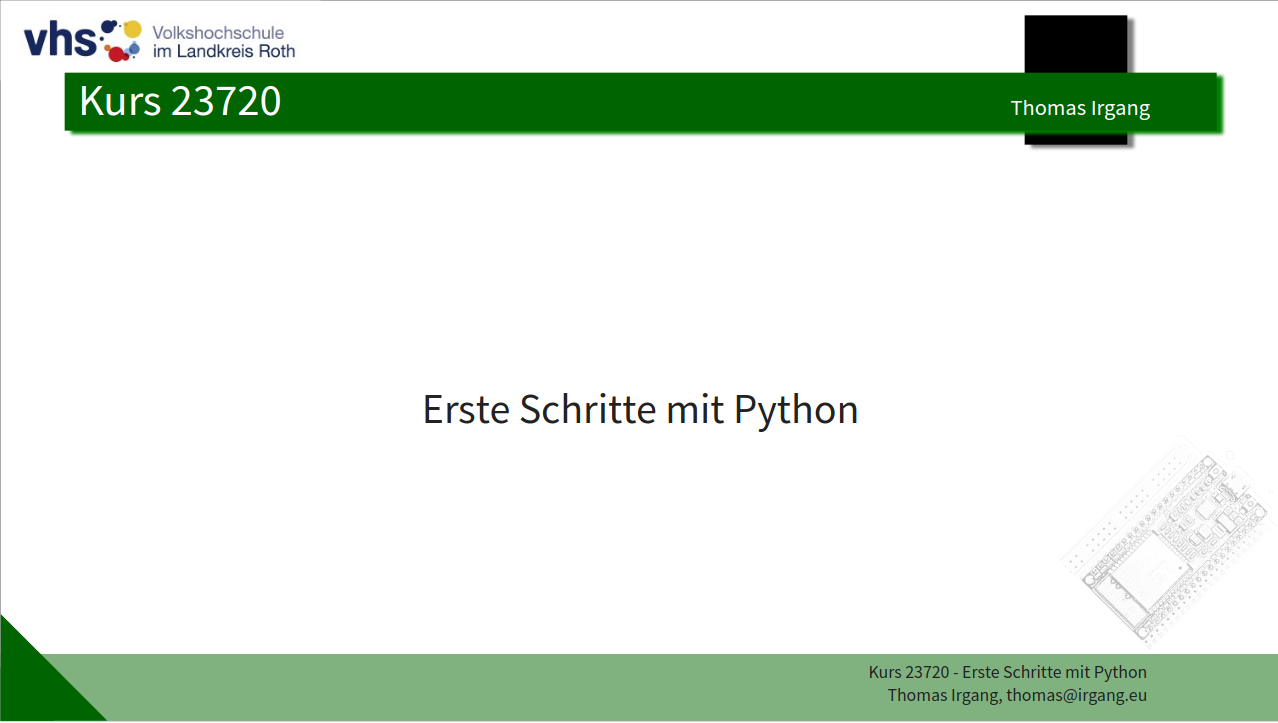 vhs Volkshochschule
im Landkreis Roth
Kurs 23720
Thomas Irgang
Erste Schritte mit Python
Kurs 23720 - Erste Schritte mit Python
Thomas Irgang, thomas@irgang.eu